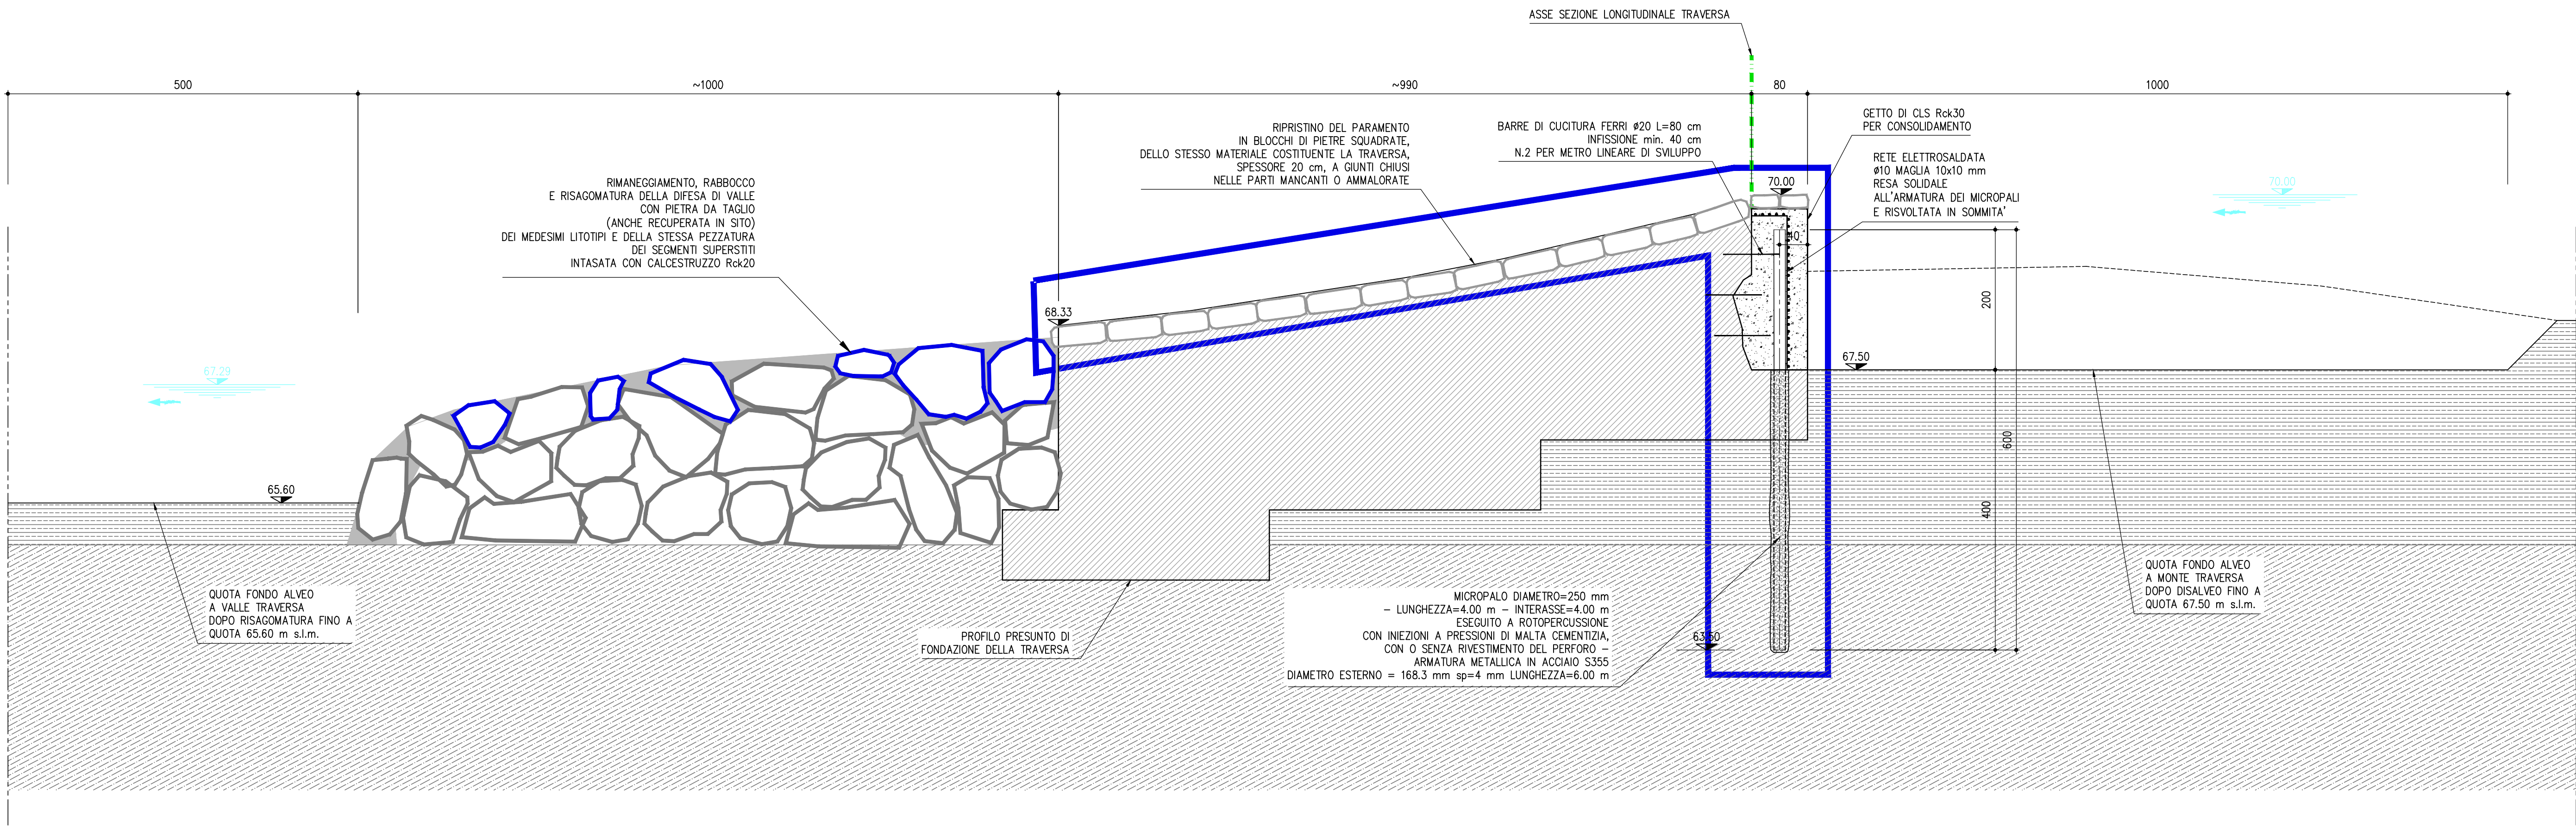 ASSE SEZIONE LONGITUDINALE TRAVERSA
500
~1000
~990
80
1000
RIMANEGGIAMENTO, RABBOCCO
E RISAGOMATURA DELLA DIFESA DI VALLE
CON PIETRA DA TAGLIO
(ANCHE RECUPERATA IN SITO)
DEI MEDESIMI LITOTIPI E DELLA STESSA PEZZATURA
DEI SEGMENTI SUPERSTITI
INTASATA CON CALCESTRUZZO Rck20
RIPRISTINO DEL PARAMENTO
IN BLOCCHI DI PIETRE SQUADRATE,
DELLO STESSO MATERIALE COSTITUENTE LA TRAVERSA,
SPESSORE 20 cm, A GIUNTI CHIUSI
NELLE PARTI MANCANTI O AMMALORATE
BARRE DI CUCITURA FERRI ø20 L=80 cm
INFISSIONE min. 40 cm
N.2 PER METRO LINEARE DI SVILUPPO
GETTO DI CLS Rck30
PER CONSOLIDAMENTO
RETE ELETTROSALDATA
ø10 MAGLIA 10x10 mm
RESA SOLIDALE
ALL'ARMATURA DEI MICROPALI
E RISVOLTATA IN SOMMITA'
70.00
70.00
40
68.33
67.29
67.50
200
600
400
65.60
63.50
QUOTA FONDO ALVEO
A VALLE TRAVERSA
DOPO RISAGOMATURA FINO A
QUOTA 65.60 m s.l.m.
PROFILO PRESUNTO DI
FONDAZIONE DELLA TRAVERSA
MICROPALO DIAMETRO=250 mm
- LUNGHEZZA=4.00 m - INTERASSE=4.00 m
ESEGUITO A ROTOPERCUSSIONE
CON INIEZIONI A PRESSIONI DI MALTA CEMENTIZIA,
CON O SENZA RIVESTIMENTO DEL PERFORO -
ARMATURA METALLICA IN ACCIAIO S355
DIAMETRO ESTERNO = 168.3 mm sp=4 mm LUNGHEZZA=6.00 m
QUOTA FONDO ALVEO
A MONTE TRAVERSA
DOPO DISALVEO FINO A
QUOTA 67.50 m s.l.m.